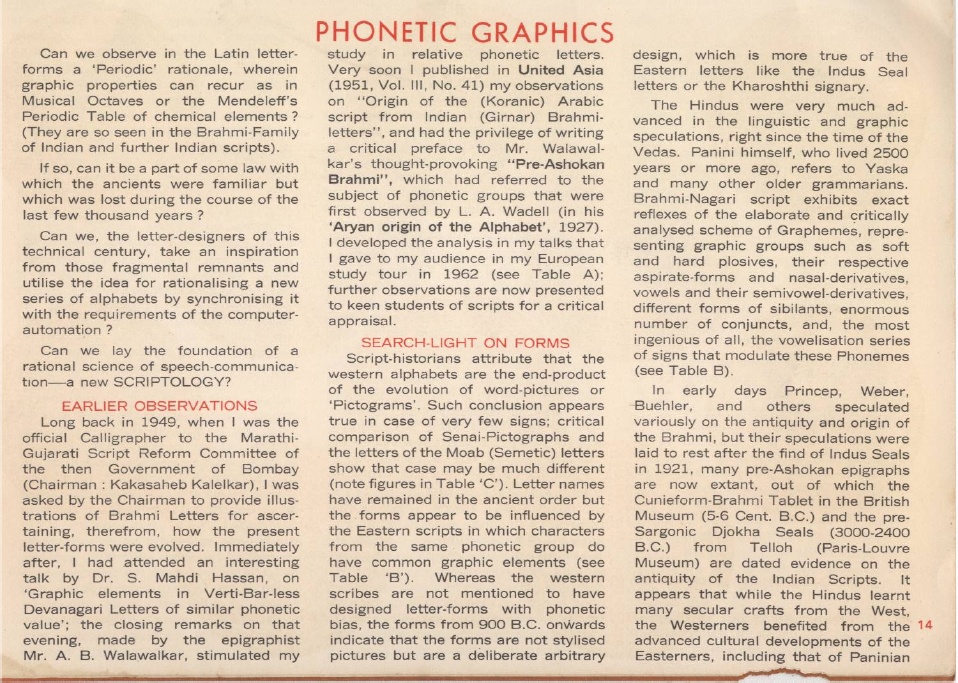 PHONETIC GRAPHICS
Can we observe in the Latin letter-
forms a 'Periodic' rationale, wherein
graphic properties can recur as in
Musical Octaves or the Mendeleff's
Periodic Table of chemical elements ?
(They are so seen in the Brahmi-Family
of Indian and further Indian scripts).
If so, can it be a part of some law with
which the ancients were familiar but
which was lost during the course of the
last few thousand years ?
Can we, the letter-designers of this
technical century, take an inspiration
from those fragmental remnants and
utilise the idea for rationalising a new
series of alphabets by synchronising it
with the requirements of the computer-
automation ?
Can we lay the foundation of a
rational science of speech-communica-
tion—a new SCRIPTOLOGY?
EARLIER OBSERVATIONS
Long back in 1949, when I was the
official Calligrapher to the Marathi-
Gujarati Script Reform Committee of
the then Government of Bombay
(Chairman : Kakasaheb Kalelkar), I was
asked by the Chairman to provide illus-
trations of Brahmi Letters for ascer-
taining, therefrom, how the present
letter-forms were evolved. Immediately
after, I had attended an interesting
talk by Dr. S. Mahdi Hassan, on
'Graphic elements in Verti-Bar-less
Devanagari Letters of similar phonetic
value'; the closing remarks on that
evening, made by the epigraphist
Mr. A. B. Walawalkar, stimulated my
study in relative phonetic letters.
Very soon I published in United Asia
(1951, Vol. III, No. 41) my observations
on "Origin of the (Koranic) Arabic
script from Indian (Girnar) Brahmi-
letters", and had the privilege of writing
a critical preface to Mr. Walawal-
kar's thought-provoking "Pre-Ashokan
Brahmi", which had referred to the
subject of phonetic groups that were
first observed by L. A. Wadell (in his
'Aryan origin of the Alphabet', 1927).
I developed the analysis in my talks that
I gave to my audience in my European
study tour in 1962 (see Table A);
further observations are now presented
to keen students of scripts for a critical
appraisal.
SEARCH-LIGHT ON FORMS
Script-historians attribute that the
western alphabets are the end-product
of the evolution of word-pictures or
'Pictograms'. Such conclusion appears
true in case of very few signs; critical
comparison of Senai-Pictographs and
the letters of the Moab (Semetic) letters
show that case may be much different
(note figures in Table 'C'). Letter names
have remained in the ancient order but
the forms appear to be influenced by
the Eastern scripts in which characters
from the same phonetic group do
have common graphic elements (see
Table 'B'). Whereas the western
scribes are not mentioned to have
designed letter-forms with phonetic
bias, the forms from 900 B.C. onwards
indicate that the forms are not stylised
pictures but are a deliberate arbitrary
design, which is more true of the
Eastern letters like the Indus Seal
letters or the Kharoshthi signary.
The Hindus were very much ad-
vanced in the linguistic and graphic
speculations, right since the time of the
Vedas. Panini himself, who lived 2500
years or more ago, refers to Yaska
and many other older grammarians.
Brahmi-Nagari script exhibits exact
reflexes of the elaborate and critically
analysed scheme of Graphemes, repre-
senting graphic groups such as soft
and hard plosives, their respective
aspirate-forms and nasal-derivatives,
vowels and their semivowel-derivatives,
different forms of sibilants, enormous
number of conjuncts, and, the most
ingenious of all, the vowelisation series
of signs that modulate these Phonemes
(see Table B).
In early days Princep, Weber,
Buehler, and others speculated
variously on the antiquity and origin of
the Brahmi, but their speculations were
laid to rest after the find of Indus Seals
in 1921, many pre-Ashokan epigraphs
are now extant, out of which the
Cunieform-Brahmi Tablet in the British
Museum (5-6 Cent. B.C.) and the pre-
Sargonic Djokha Seals (3000-2400
B.C.) from Telloh (Paris-Louvre
Museum) are dated evidence on the
antiquity of the Indian Scripts. It
appears that while the Hindus learnt
many secular crafts from the West,
the Westerners benefited from the
advanced cultural developments of the
Easterners, including that of Paninian
14